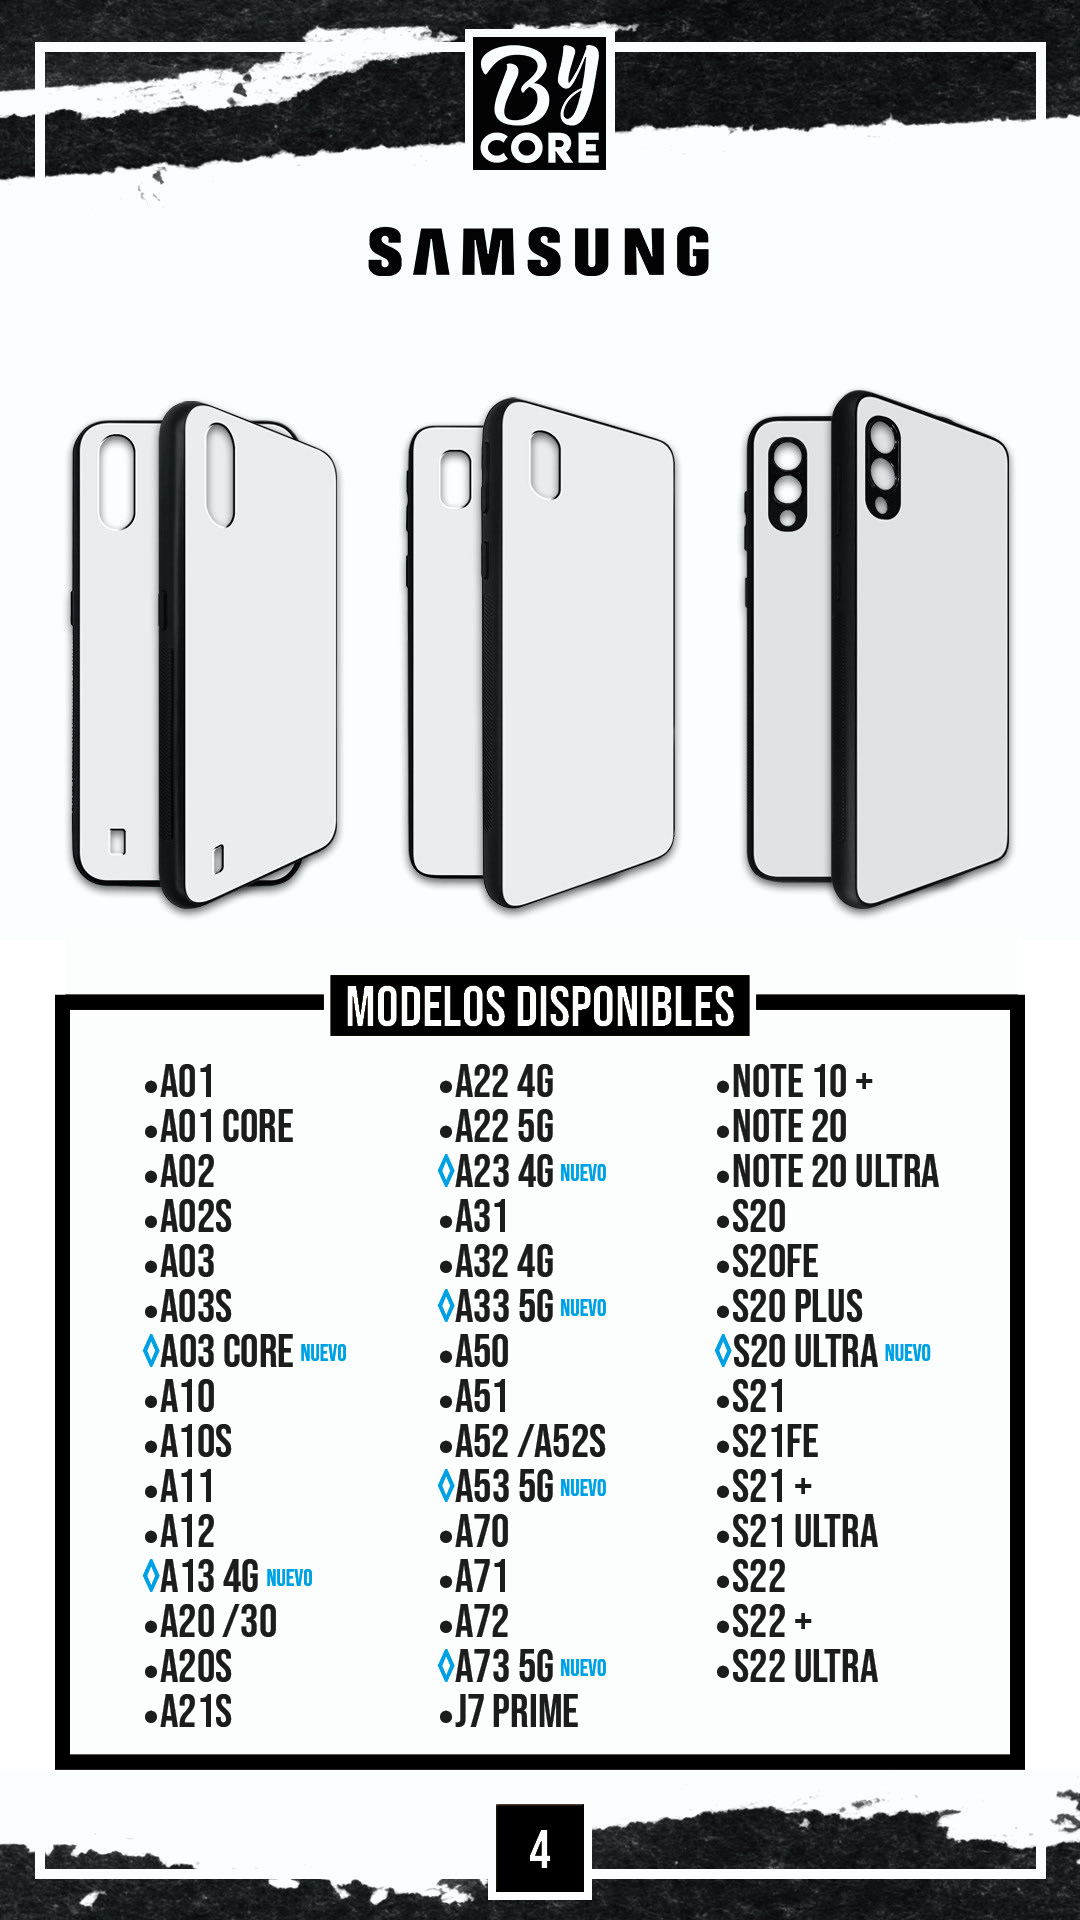 By
CORE
SAMSUNG
MODELOS DISPONIBLES
•A01
•A01 CORE
•A02
•A02S
•A03
•A03S
◊A03 CORE NUEVO
•A10
•A10S
•A11
•A12
◊A13 4G NUEVO
•A20 /30
•A20S
•A21S
•A22 4G
•A22 5G
◊A23 4G NUEVO
•A31
•A32 4G
◊A33 5G NUEVO
•A50
•A51
•A52 /A52S
◊A53 5G NUEVO
•A70
•A71
•A72
◊A73 5G NUEVO
•J7 PRIME
•NOTE 10 +
•NOTE 20
•NOTE 20 ULTRA
•S20
•S20FE
•S20 PLUS
◊S20 ULTRA NUEVO
•S21
•S21FE
•S21 +
•S21 ULTRA
•S22
•S22 +
•S22 ULTRA
4